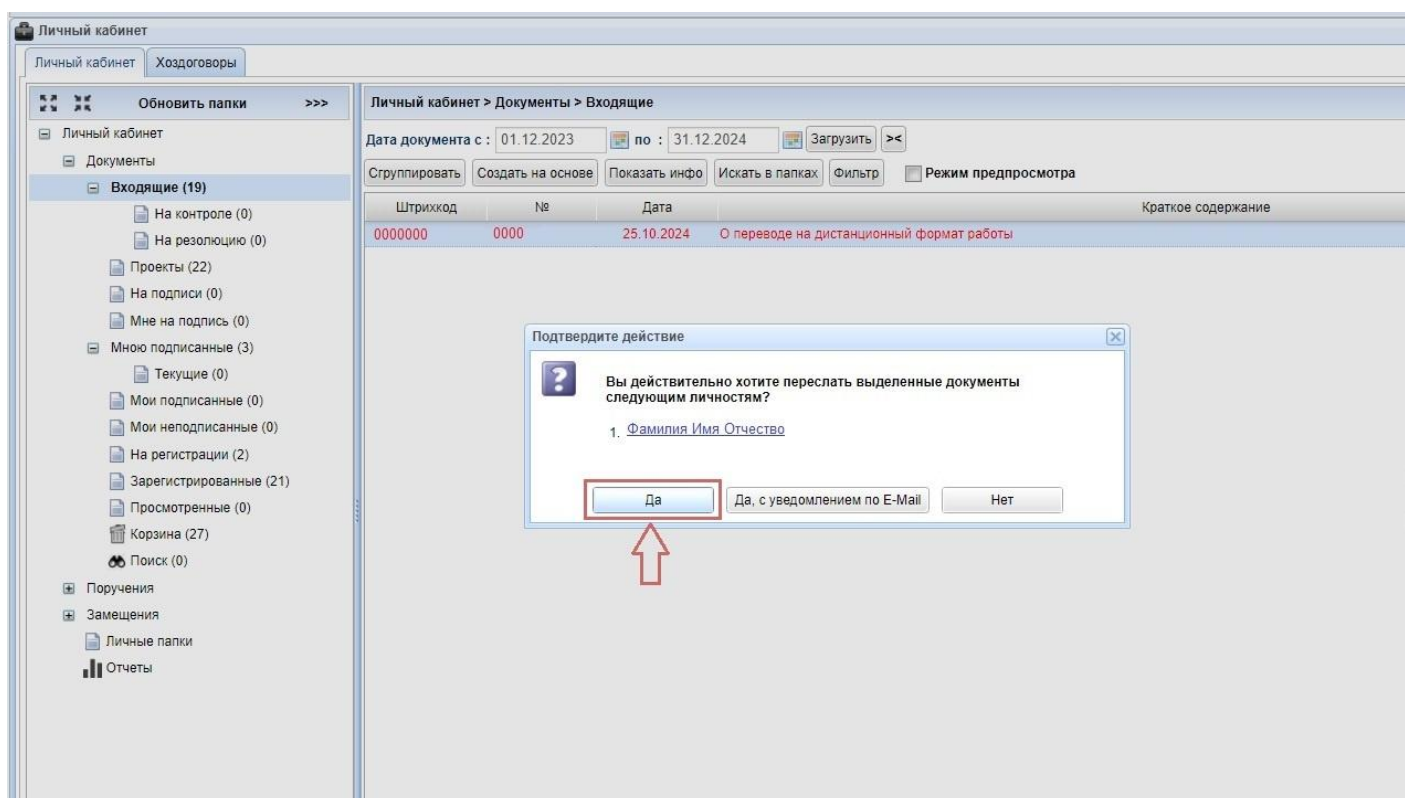 Личный кабинет
Личный кабинет Хоздоговоры
Обновить папки >>>
Личный кабинет
Документы
Входящие (19)
На контроле (0)
На резолюцию (0)
Проекты (22)
На подписи (0)
Мне на подпись (0)
Мною подписанные (3)
Текущие (0)
Мои подписанные (0)
Мои неподписанные (0)
На регистрации (2)
Зарегистрированные (21)
Просмотренные (0)
Корзина (27)
Поиск (0)
Поручения
Замещения
Личные папки
Отчеты
Личный кабинет > Документы > Входящие
Дата документа с : 01.12.2023 по : 31.12.2024 Загрузить ><
Сгруппировать Создать на основе Показать инфо Искать в папках Фильтр Режим предпросмотра
Штрихкод № Дата Краткое содержание
0000000 0000 25.10.2024 О переводе на дистанционный формат работы
Подтвердите действие
Вы действительно хотите переслать выделенные документы
следующим личностям?
1. Фамилия Имя Отчество
Да Да, с уведомлением по E-Mail Нет